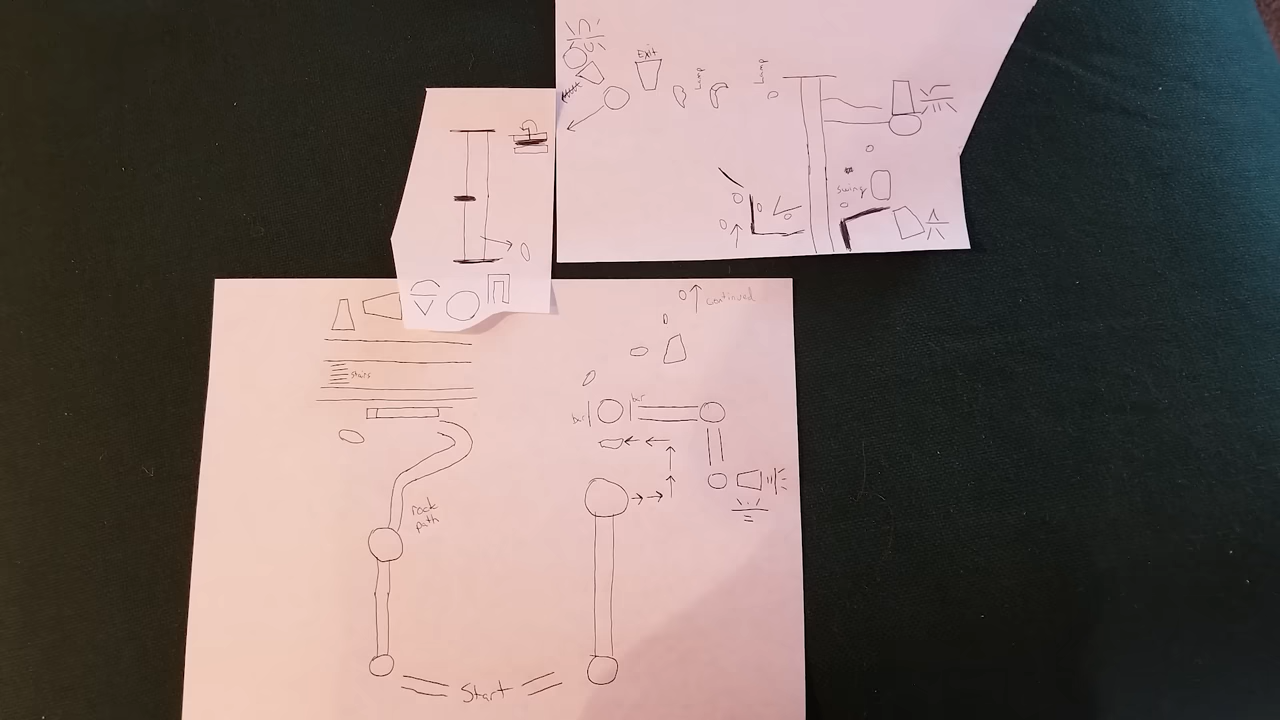 Exit
Lamp
Lamp
swing
continued
stairs
bar
bar
rock
path
Start